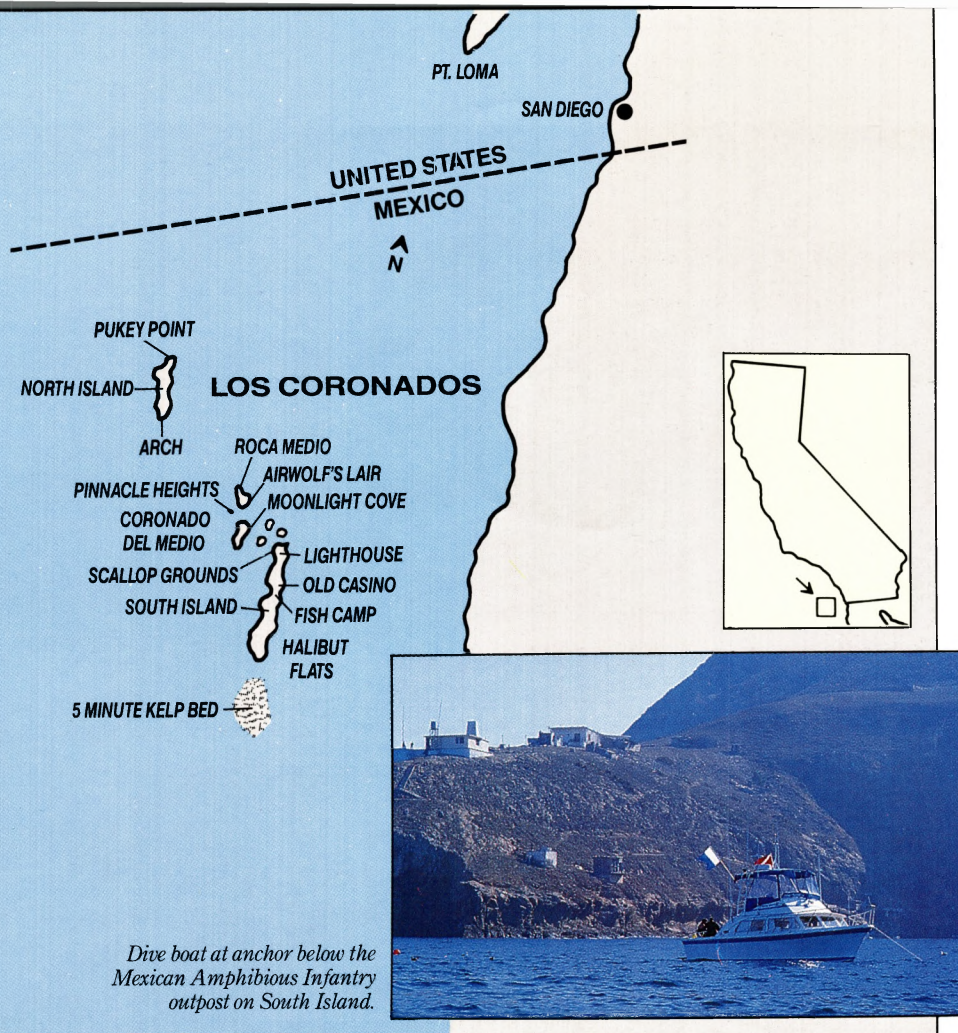 PT. LOMA
SAN DIEGO
UNITED STATES
MEXICO
N
PUKEY POINT
NORTH ISLAND
LOS CORONADOS
ARCH
ROCA MEDIO
AIRWOLF'S LAIR
PINNACLE HEIGHTS
MOONLIGHT COVE
CORONADO
DEL MEDIO
LIGHTHOUSE
SCALLOP GROUNDS
OLD CASINO
SOUTH ISLAND
FISH CAMP
HALIBUT
FLATS
5 MINUTE KELP BED
Dive boat at anchor below the
Mexican Amphibious Infantry
outpost on South Island.